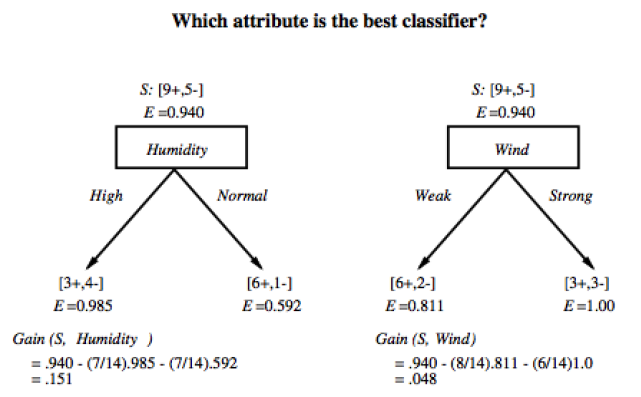 Which attribute is the best classifier?
S: [9+,5-]
E =0.940
Humidity
High
Normal
[3+,4-]
E =0.985
[6+,1-]
E =0.592
Gain (S, Humidity )
= .940 - (7/14).985 - (7/14).592
= .151
S: [9+,5-]
E =0.940
Wind
Weak
Strong
[6+,2-]
E =0.811
[3+,3-]
E =1.00
Gain (S, Wind)
= .940 - (8/14).811 - (6/14)1.0
= .048